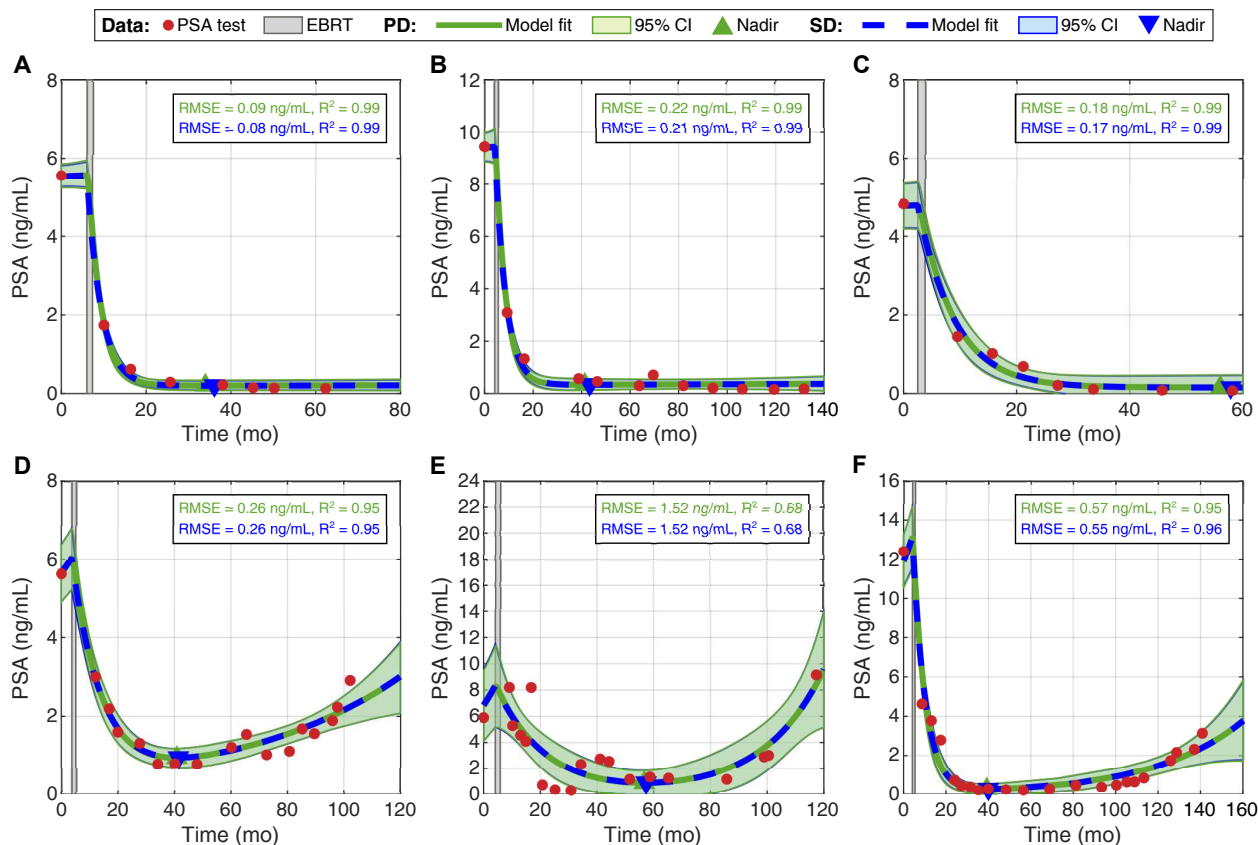 Data: PSA test EBRT PD: Model fit 95% CI Nadir SD: Model fit 95% CI Nadir
A
8
6
4
2
0
PSA (ng/mL)
RMSE = 0.09 ng/mL, R² = 0.99
RMSE = 0.08 ng/mL, R² = 0.99
0 20 40 60 80
Time (mo)
B
12
10
8
6
4
2
0
PSA (ng/mL)
RMSE = 0.22 ng/mL, R² = 0.99
RMSE = 0.21 ng/mL, R² = 0.99
0 20 40 60 80 100 120 140
Time (mo)
C
8
6
4
2
0
PSA (ng/mL)
RMSE = 0.18 ng/mL, R² = 0.99
RMSE = 0.17 ng/mL, R² = 0.99
0 20 40 60
Time (mo)
D
8
6
4
2
0
PSA (ng/mL)
RMSE = 0.26 ng/mL, R² = 0.95
RMSE = 0.26 ng/mL, R² = 0.95
0 20 40 60 80 100 120
Time (mo)
E
24
22
20
18
16
14
12
10
8
6
4
2
0
PSA (ng/mL)
RMSE = 1.52 ng/mL, R² = 0.68
RMSE = 1.52 ng/mL, R² = 0.68
0 20 40 60 80 100 120
Time (mo)
F
16
14
12
10
8
6
4
2
0
PSA (ng/mL)
RMSE = 0.57 ng/mL, R² = 0.95
RMSE = 0.55 ng/mL, R² = 0.96
0 20 40 60 80 100 120 140 160
Time (mo)